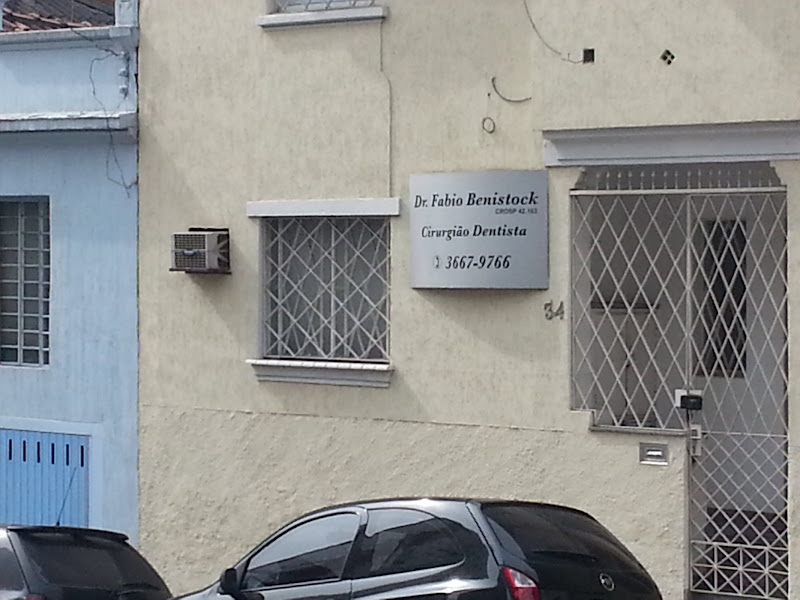 Dr. Fabio Benistock
CROSP 42.163
Cirurgião Dentista
3667-9766
34